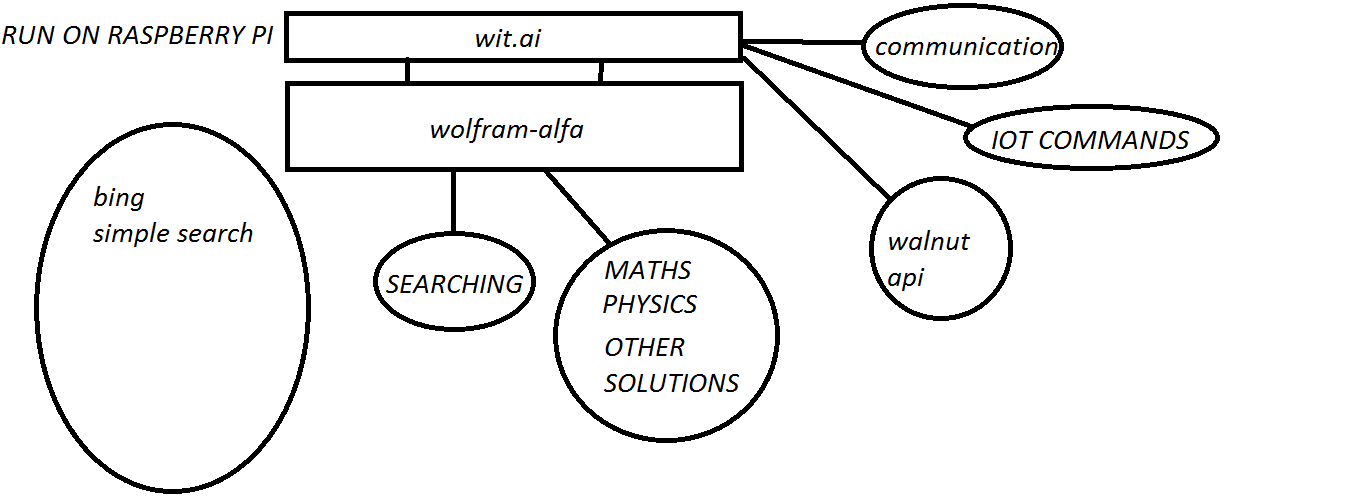 RUN ON RASPBERRY PI
wit.ai
communication
wolfram-alfa
IOT COMMANDS
bing
simple search
SEARCHING
MATHS
PHYSICS
OTHER
SOLUTIONS
walnut
api